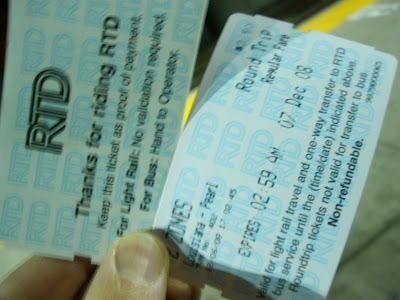 RTD
Thanks for riding RTD
Keep this ticket as proof of payment.
For Light Rail: No validation required.
For Bus: Hand to Operator.
Round Trip
Regular Fare
ZONES
- Pearl
EXPIRES: 02 59 AM 07 Dec 08
for light rail travel and one-way transfer to RTD
bus service until the (time/date) indicated above.
Roundtrip tickets not valid for transfer to bus
Non-refundable.